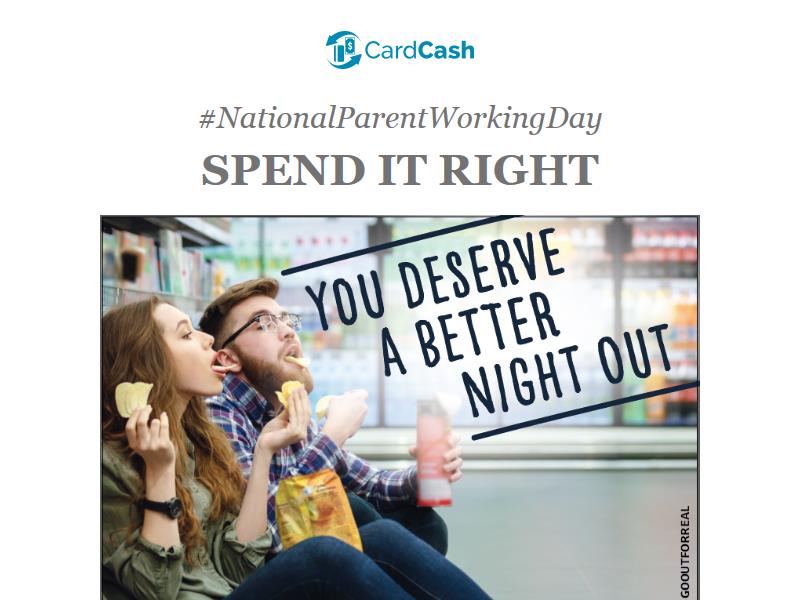 CardCash
#NationalParentWorkingDay
SPEND IT RIGHT
YOU DESERVE
A BETTER
NIGHT OUT
GOOUTFORREAL